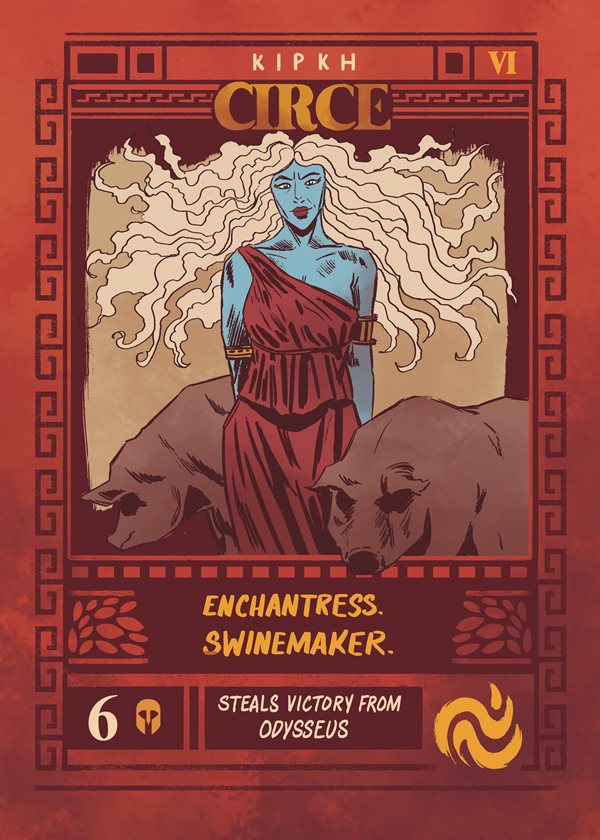 ΚΙΡΚΗ
VI
CIRCE
ENCHANTRESS.
SWINEMAKER.
6
STEALS VICTORY FROM
ODYSSEUS